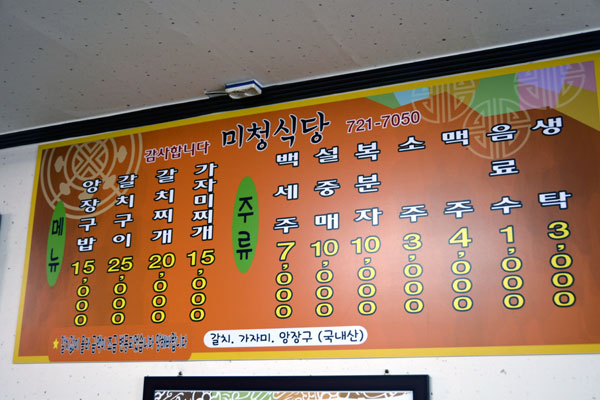 감사합니다 미청식당 721-7050
메뉴
앙장구밥 15,000
갈치구이 25,000
갈치찌개 20,000
가자미찌개 15,000
주류
백세주 7,000
설중매 10,000
복분자 10,000
소주 3,000
맥주 4,000
음료수 1,000
생탁 3,000
갈치. 가자미. 앙장구 (국내산)